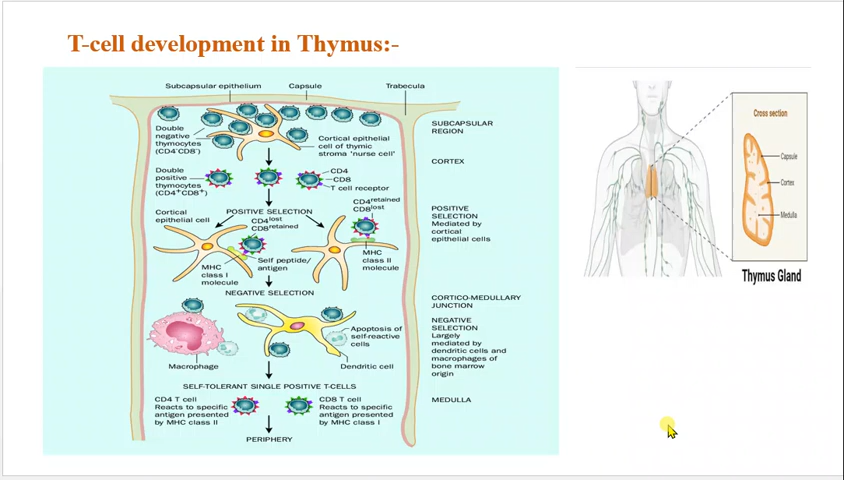 T-cell development in Thymus:-
Subcapsular epithelium
Capsule
Trabecula
Double
negative
thymocytes
(CD4⁻CD8⁻)
Cortical epithelial
cell of thymic
stroma 'nurse cell'
SUBCAPSULAR
REGION
CORTEX
Double
positive
thymocytes
(CD4⁺CD8⁺)
CD4
CD8
T cell receptor
Cortical
epithelial cell
POSITIVE SELECTION
CD4lost
CD8retained
CD4retained
CD8lost
POSITIVE
SELECTION
Mediated by
cortical
epithelial cells
MHC
class I
molecule
Self peptide/
antigen
MHC
class II
molecule
NEGATIVE SELECTION
CORTICO-MEDULLARY
JUNCTION
NEGATIVE
SELECTION
Largely
mediated by
dendritic cells and
macrophages of
bone marrow
origin
Apoptosis of
self-reactive
cells
Macrophage
Dendritic cell
SELF-TOLERANT SINGLE POSITIVE T-CELLS
CD4 T cell
Reacts to specific
antigen presented
by MHC class II
CD8 T cell
Reacts to specific
antigen presented
by MHC class I
MEDULLA
PERIPHERY
Cross section
Capsule
Cortex
Medulla
Thymus Gland